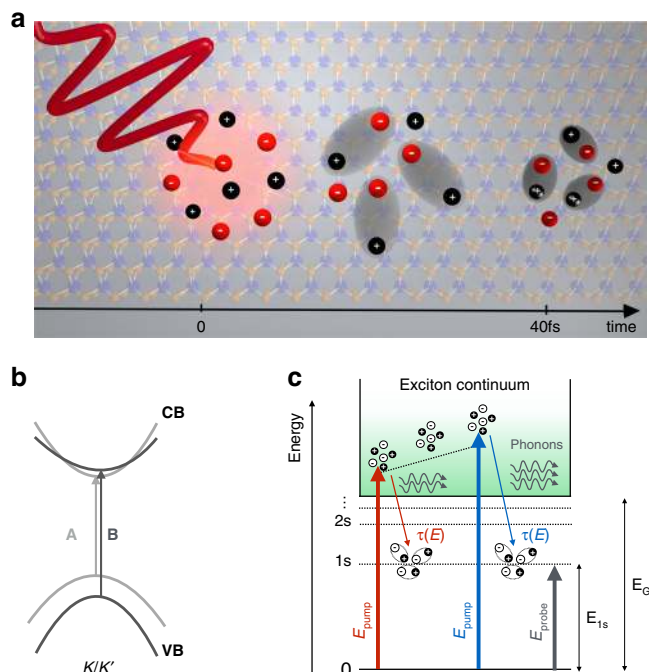 a
0
40fs
time
b
CB
A
B
VB
K/K′
c
Exciton continuum
Energy
Phonons
...
2s
τ(E)
τ(E)
1s
E_pump
E_pump
E_probe
E_1s
E_G
0